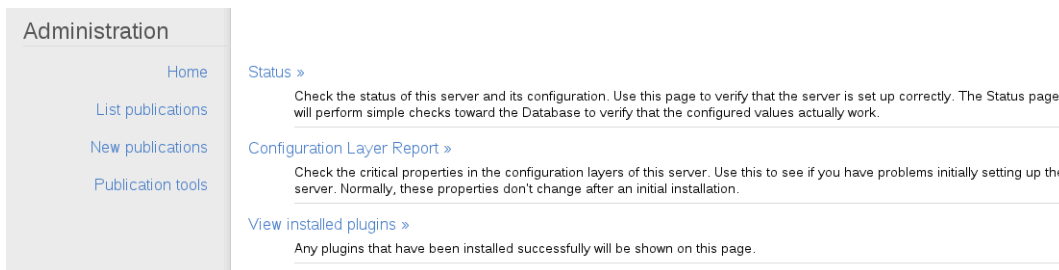 Administration
Home
List publications
New publications
Publication tools
Status »
Check the status of this server and its configuration. Use this page to verify that the server is set up correctly. The Status page
will perform simple checks toward the Database to verify that the configured values actually work.
Configuration Layer Report »
Check the critical properties in the configuration layers of this server. Use this to see if you have problems initially setting up the
server. Normally, these properties don't change after an initial installation.
View installed plugins »
Any plugins that have been installed successfully will be shown on this page.